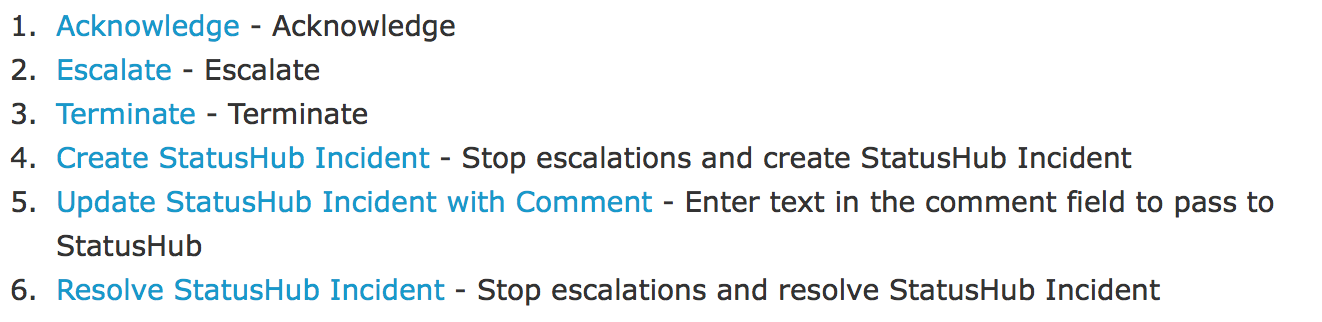 1. Acknowledge - Acknowledge
2. Escalate - Escalate
3. Terminate - Terminate
4. Create StatusHub Incident - Stop escalations and create StatusHub Incident
5. Update StatusHub Incident with Comment - Enter text in the comment field to pass to
StatusHub
6. Resolve StatusHub Incident - Stop escalations and resolve StatusHub Incident